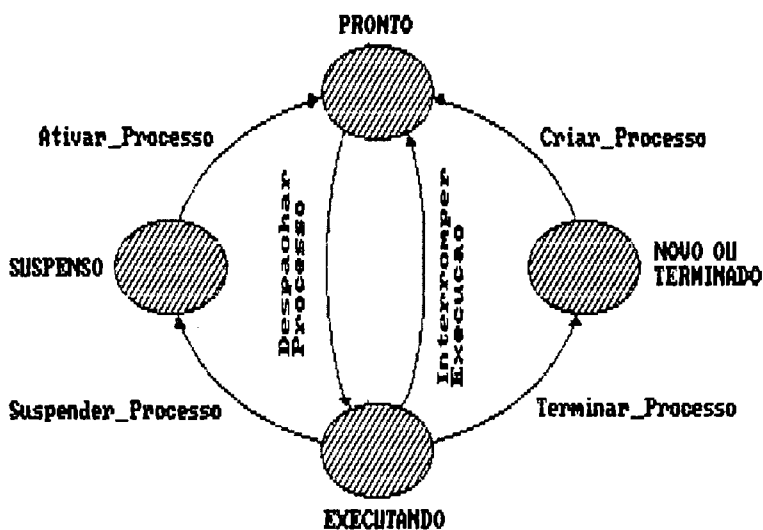 PRONTO
Ativar_Processo
Criar_Processo
Despachar
Processo
Interromper
Execucao
SUSPENSO
NOVO OU
TERMINADO
Suspender_Processo
Terminar_Processo
EXECUTANDO